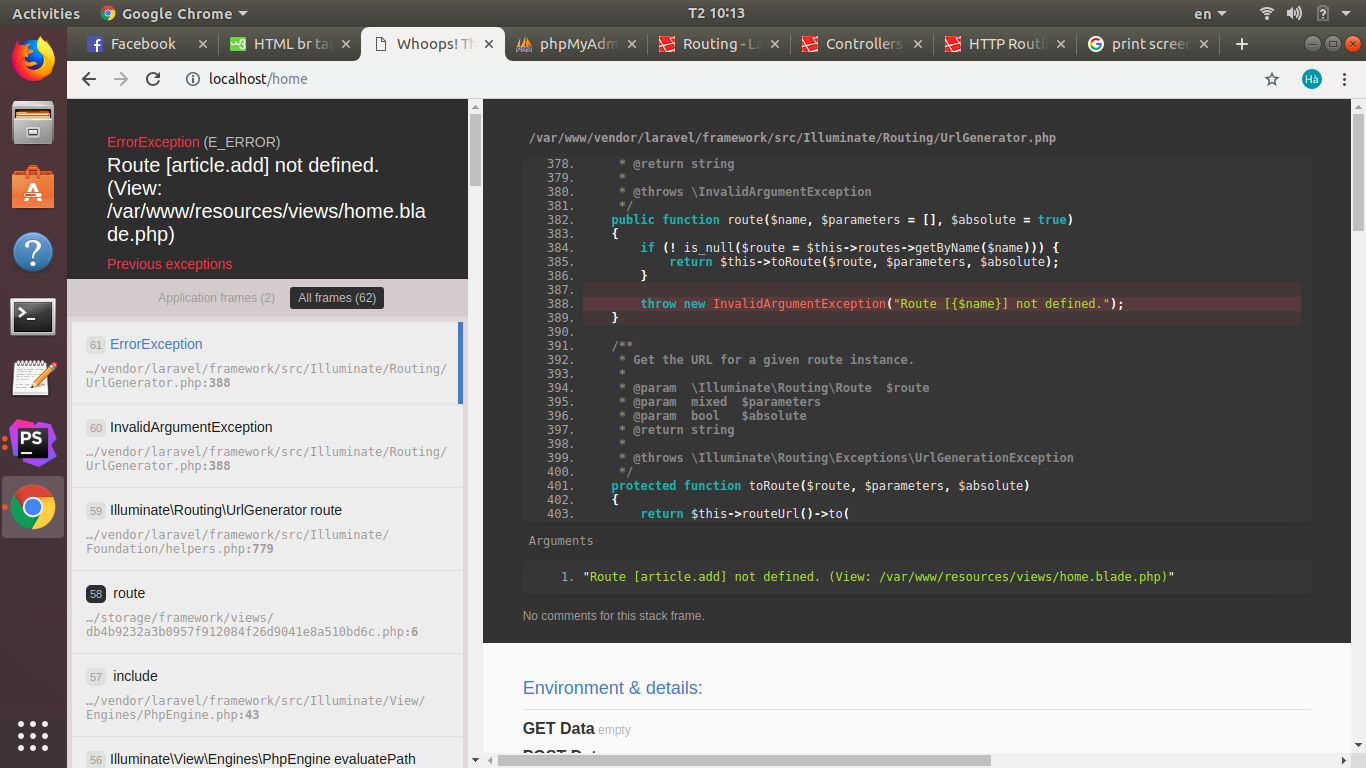 Activities
Google Chrome
T2 10:13
en
Facebook
HTML br ta
Whoops! Th
phpMyAdm
Routing - La
Controllers
HTTP Routi
print screen
localhost/home
Hà
ErrorException (E_ERROR)
Route [article.add] not defined.
(View:
/var/www/resources/views/home.bla
de.php)
Previous exceptions
Application frames (2)
All frames (62)
61 ErrorException
…/vendor/laravel/framework/src/Illuminate/Routing/
UrlGenerator.php:388
60 InvalidArgumentException
…/vendor/laravel/framework/src/Illuminate/Routing/
UrlGenerator.php:388
59 Illuminate\Routing\UrlGenerator route
…/vendor/laravel/framework/src/Illuminate/
Foundation/helpers.php:779
58 route
…/storage/framework/views/
db4b9232a3b0957f912084f26d9041e8a510bd6c.php:6
57 include
…/vendor/laravel/framework/src/Illuminate/View/
Engines/PhpEngine.php:43
56 Illuminate\View\Engines\PhpEngine evaluatePath
PS
/var/www/vendor/laravel/framework/src/Illuminate/Routing/UrlGenerator.php
378. * @return string
379. *
380. * @throws \InvalidArgumentException
381. */
382. public function route($name, $parameters = [], $absolute = true)
383. {
384. if (! is_null($route = $this->routes->getByName($name))) {
385. return $this->toRoute($route, $parameters, $absolute);
386. }
387.
388. throw new InvalidArgumentException("Route [{$name}] not defined.");
389. }
390.
391. /**
392. * Get the URL for a given route instance.
393. *
394. * @param \Illuminate\Routing\Route $route
395. * @param mixed $parameters
396. * @param bool $absolute
397. * @return string
398. *
399. * @throws \Illuminate\Routing\Exceptions\UrlGenerationException
400. */
401. protected function toRoute($route, $parameters, $absolute)
402. {
403. return $this->routeUrl()->to(
Arguments
1. "Route [article.add] not defined. (View: /var/www/resources/views/home.blade.php)"
No comments for this stack frame.
Environment & details:
GET Data empty
POST Data